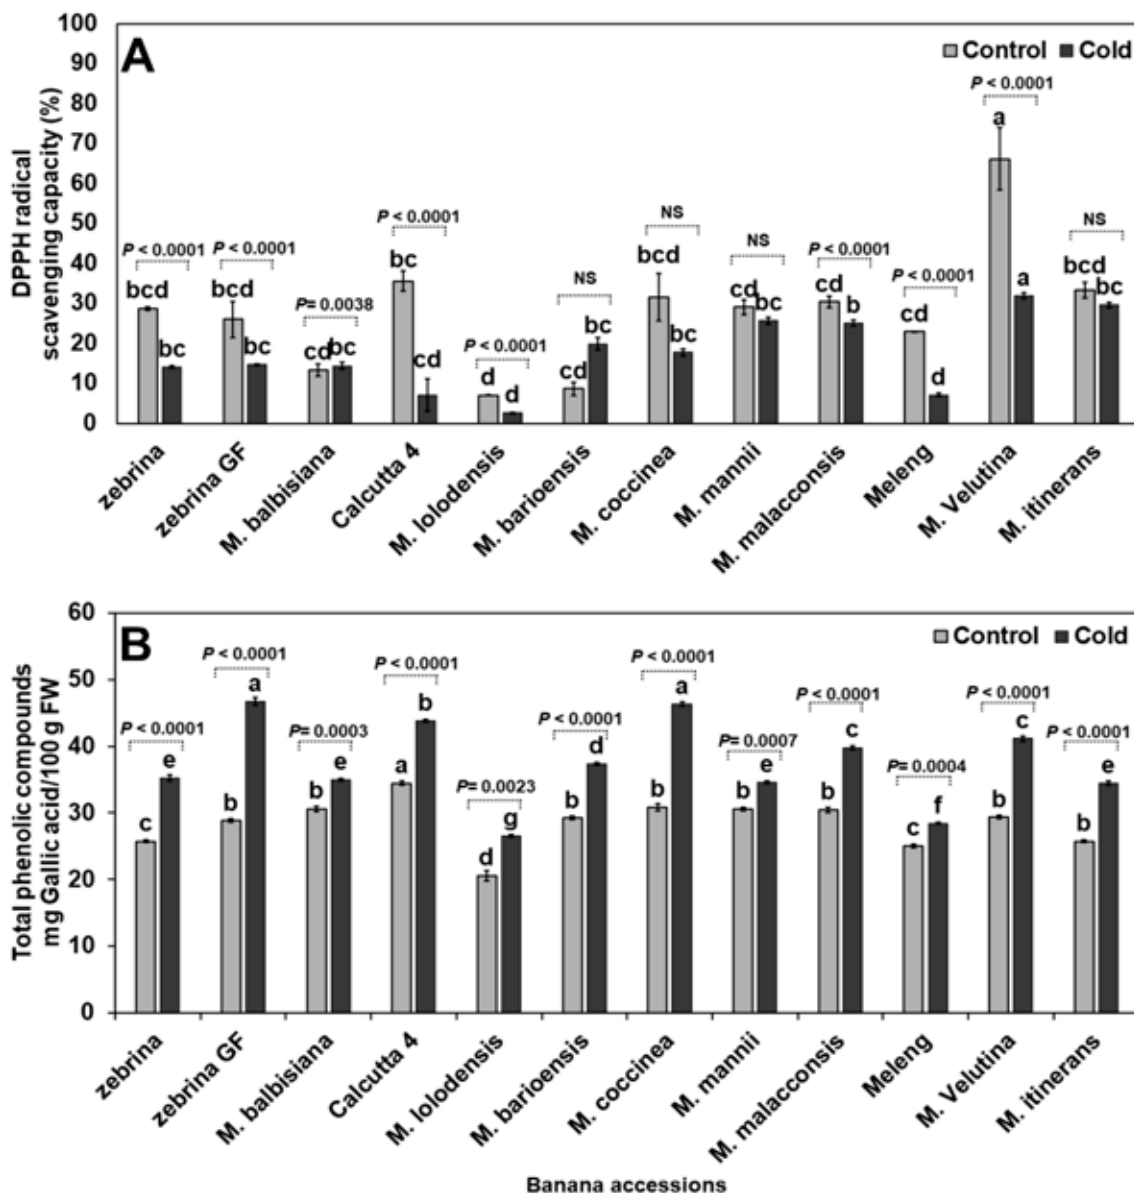 A
Control Cold
DPPH radical
scavenging capacity (%)
100
90
80
70
60
50
40
30
20
10
0
P < 0.0001
bcd
bc
P < 0.0001
bcd
bc
P= 0.0038
cd
bc
P < 0.0001
bc
cd
P < 0.0001
d
d
NS
cd
bc
NS
bcd
bc
NS
cd
bc
P < 0.0001
cd
b
P < 0.0001
cd
d
P < 0.0001
a
a
NS
bcd
bc
zebrina
zebrina GF
M. balbisiana
Calcutta 4
M. lolodensis
M. barioensis
M. coccinea
M. mannii
M. malacconsis
Meleng
M. Velutina
M. itinerans
B
Control Cold
Total phenolic compounds
mg Gallic acid/100 g FW
60
50
40
30
20
10
0
P < 0.0001
c
e
P < 0.0001
b
a
P= 0.0003
b
e
P < 0.0001
a
b
P= 0.0023
d
g
P < 0.0001
b
d
P < 0.0001
b
a
P= 0.0007
b
e
P < 0.0001
b
c
P= 0.0004
c
f
P < 0.0001
b
c
P < 0.0001
b
e
zebrina
zebrina GF
M. balbisiana
Calcutta 4
M. lolodensis
M. barioensis
M. coccinea
M. mannii
M. malacconsis
Meleng
M. Velutina
M. itinerans
Banana accessions